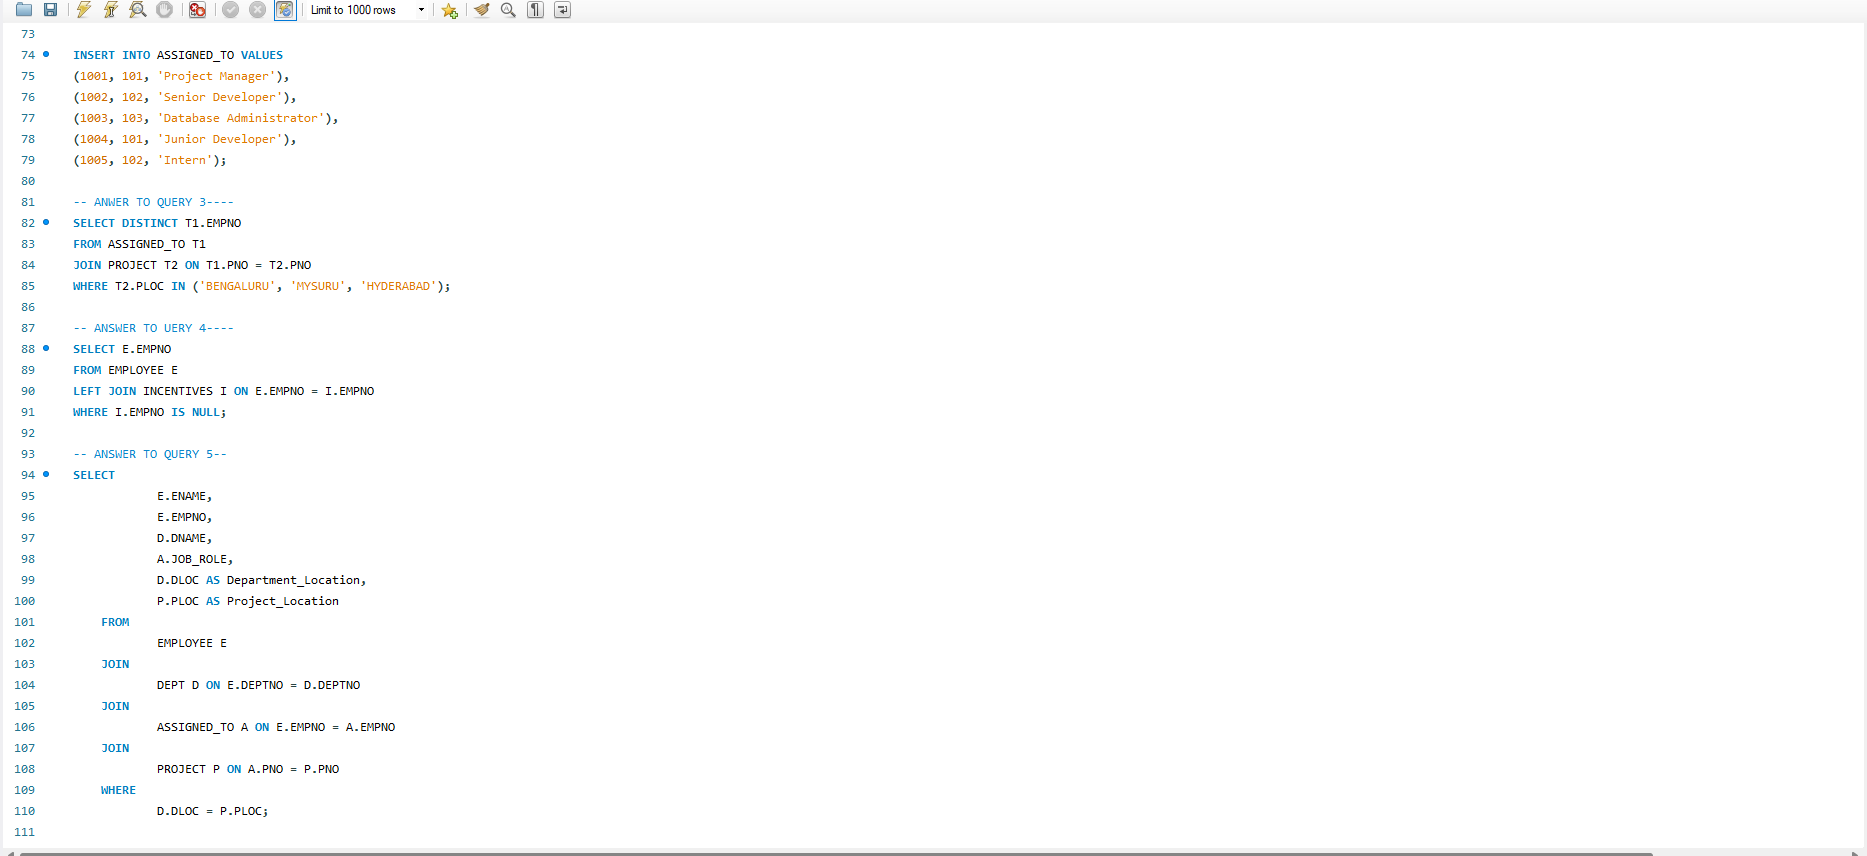 Limit to 1000 rows
73
74 INSERT INTO ASSIGNED_TO VALUES
75 (1001, 101, 'Project Manager'),
76 (1002, 102, 'Senior Developer'),
77 (1003, 103, 'Database Administrator'),
78 (1004, 101, 'Junior Developer'),
79 (1005, 102, 'Intern');
80
81 -- ANWER TO QUERY 3----
82 SELECT DISTINCT T1.EMPNO
83 FROM ASSIGNED_TO T1
84 JOIN PROJECT T2 ON T1.PNO = T2.PNO
85 WHERE T2.PLOC IN ('BENGALURU', 'MYSURU', 'HYDERABAD');
86
87 -- ANSWER TO UERY 4----
88 SELECT E.EMPNO
89 FROM EMPLOYEE E
90 LEFT JOIN INCENTIVES I ON E.EMPNO = I.EMPNO
91 WHERE I.EMPNO IS NULL;
92
93 -- ANSWER TO QUERY 5--
94 SELECT
95 E.ENAME,
96 E.EMPNO,
97 D.DNAME,
98 A.JOB_ROLE,
99 D.DLOC AS Department_Location,
100 P.PLOC AS Project_Location
101 FROM
102 EMPLOYEE E
103 JOIN
104 DEPT D ON E.DEPTNO = D.DEPTNO
105 JOIN
106 ASSIGNED_TO A ON E.EMPNO = A.EMPNO
107 JOIN
108 PROJECT P ON A.PNO = P.PNO
109 WHERE
110 D.DLOC = P.PLOC;
111